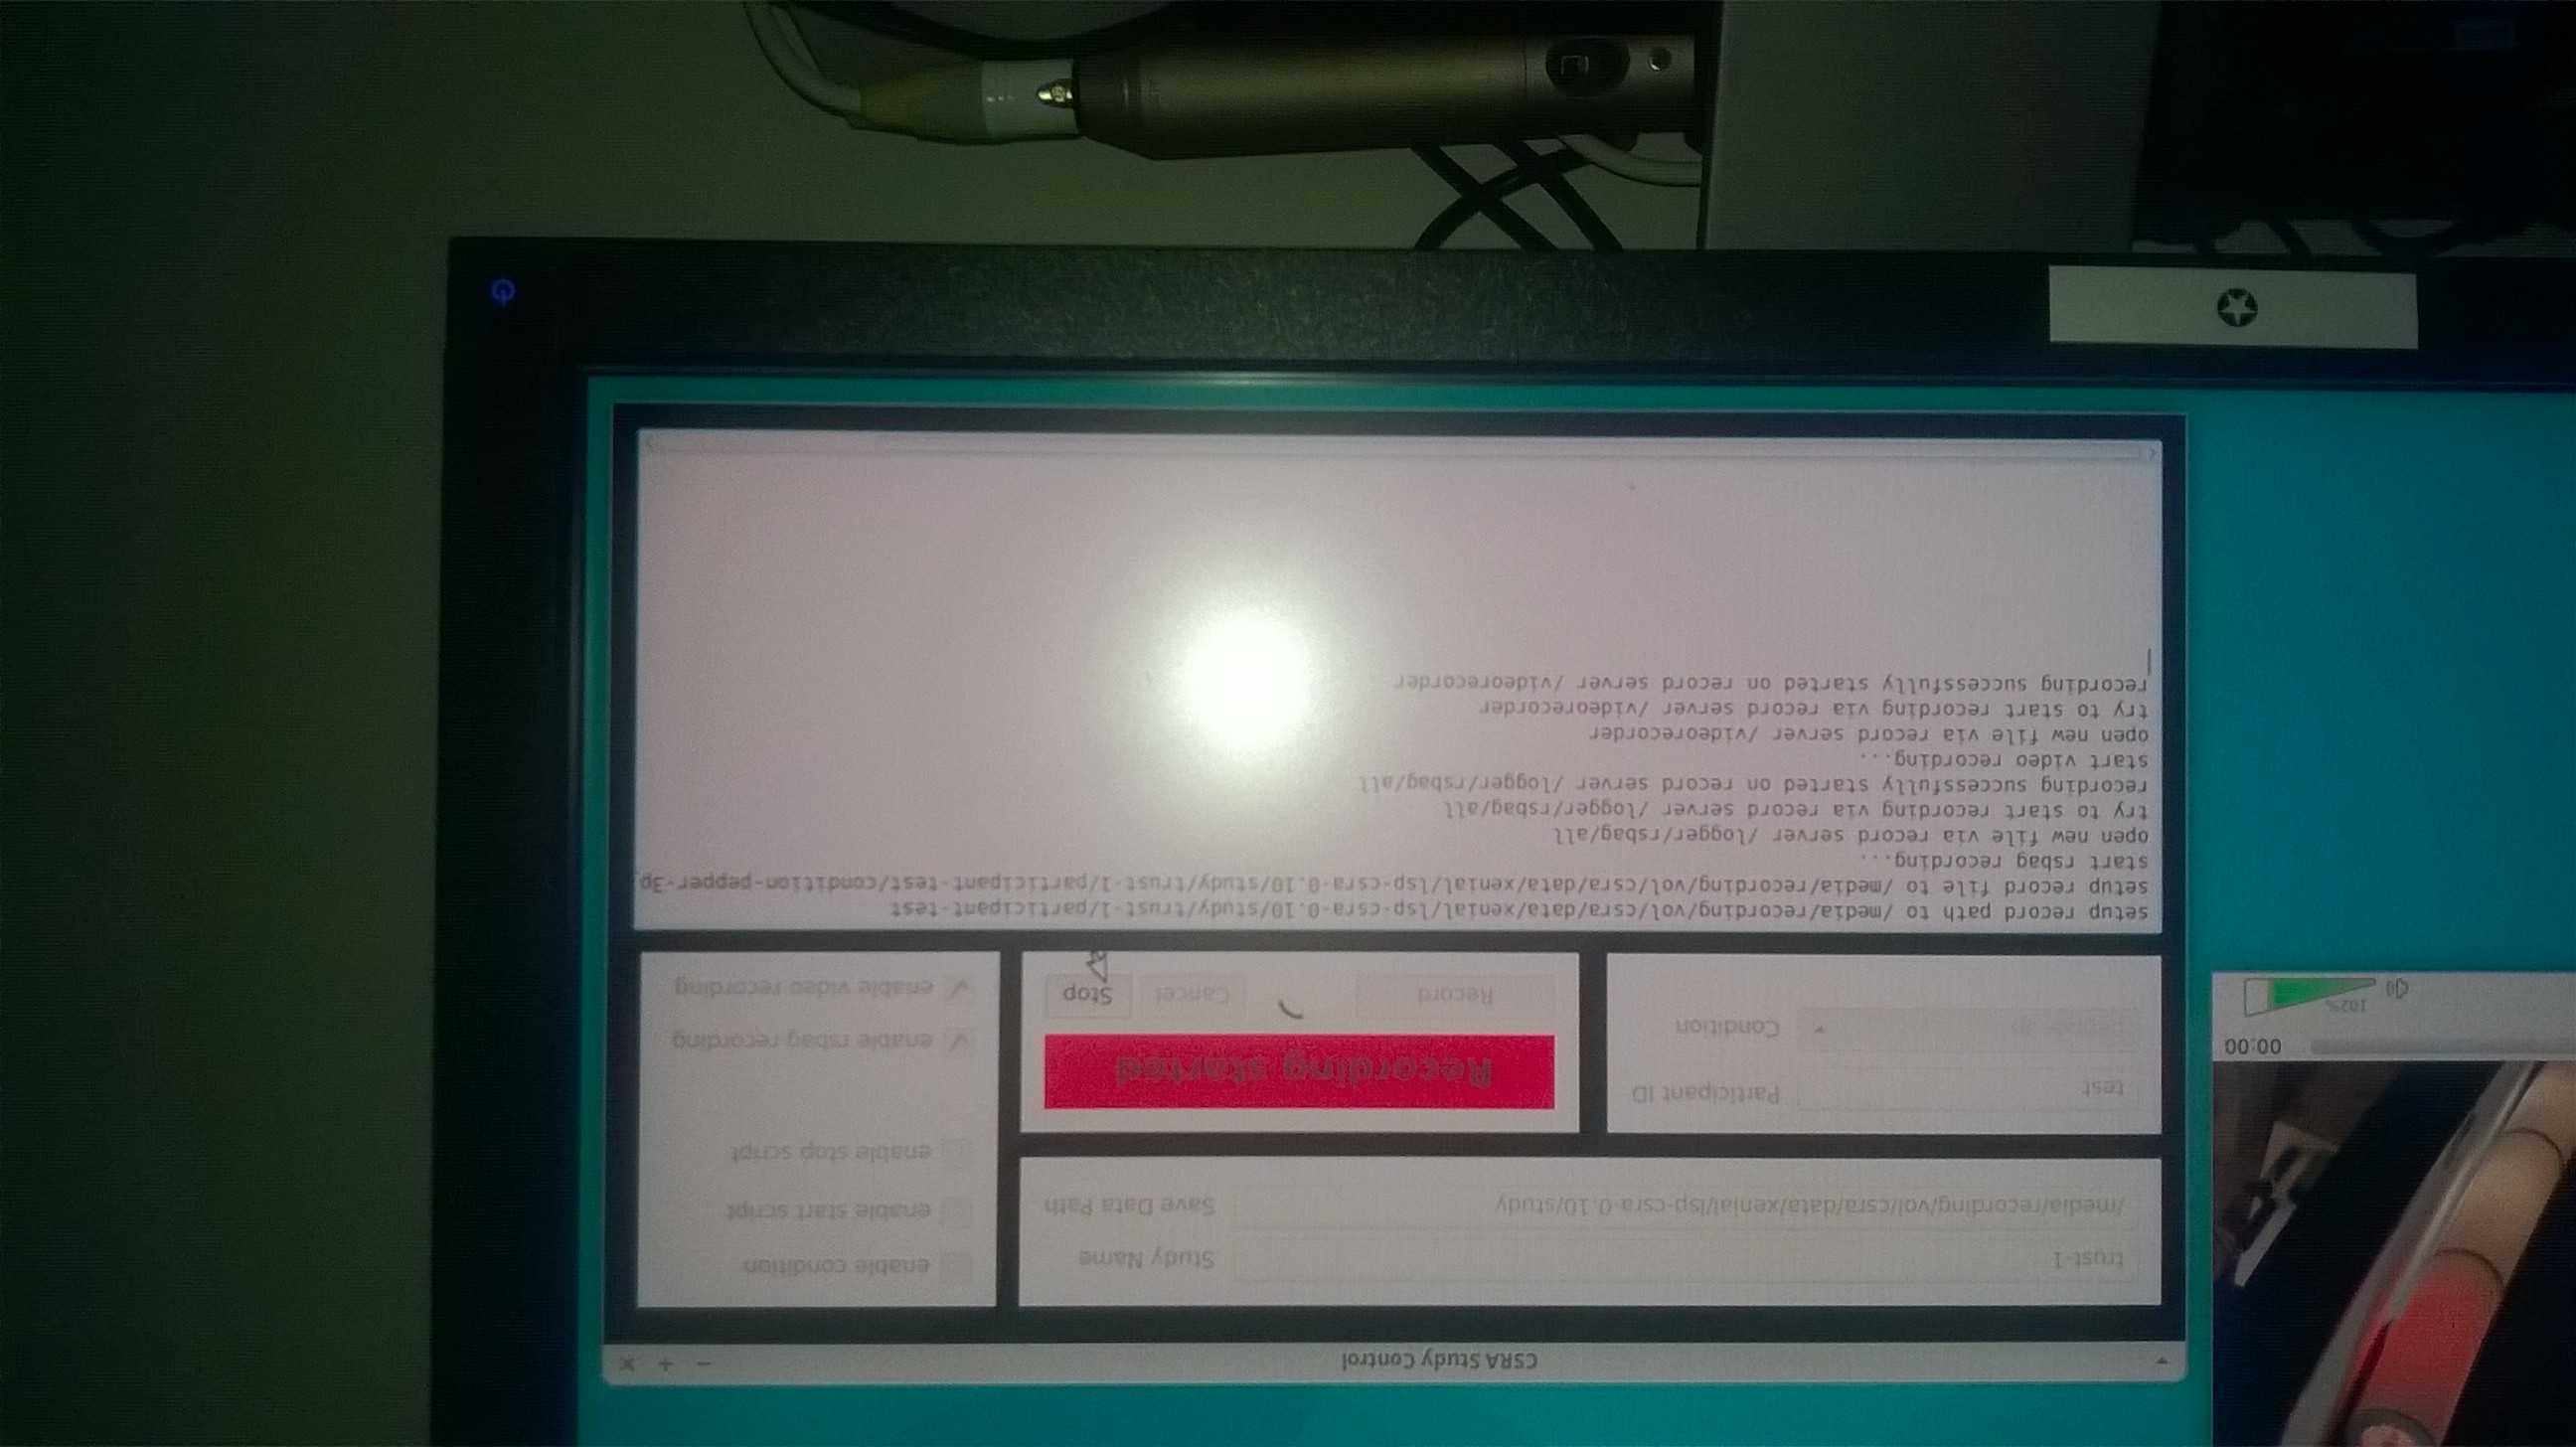 CSRA Study Control
trust-1
Study Name
/media/recording/vol/csra/data/xenial/lsp-csra-0.10/study
Save Data Path
enable condition
enable start script
enable stop script
enable rsbag recording
enable video recording
test
Participant ID
pepper-3p
Condition
Recording started
Record
Cancel
Stop
00:00
102%
setup record path to /media/recording/vol/csra/data/xenial/lsp-csra-0.10/study/trust-1/participant-test
setup record file to /media/recording/vol/csra/data/xenial/lsp-csra-0.10/study/trust-1/participant-test/condition-pepper-3p
start rsbag recording...
open new file via record server /logger/rsbag/all
try to start recording via record server /logger/rsbag/all
recording successfully started on record server /logger/rsbag/all
start video recording...
open new file via record server /videorecorder
try to start recording via record server /videorecorder
recording successfully started on record server /videorecorder